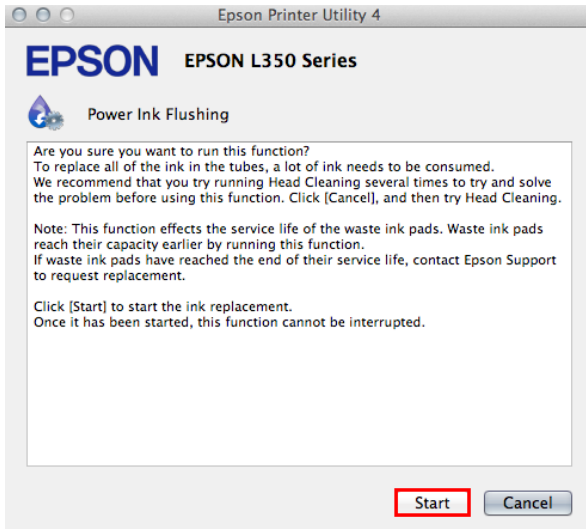 Epson Printer Utility 4
EPSON EPSON L350 Series
Power Ink Flushing
Are you sure you want to run this function?
To replace all of the ink in the tubes, a lot of ink needs to be consumed.
We recommend that you try running Head Cleaning several times to try and solve
the problem before using this function. Click [Cancel], and then try Head Cleaning.
Note: This function effects the service life of the waste ink pads. Waste ink pads
reach their capacity earlier by running this function.
If waste ink pads have reached the end of their service life, contact Epson Support
to request replacement.
Click [Start] to start the ink replacement.
Once it has been started, this function cannot be interrupted.
Start Cancel